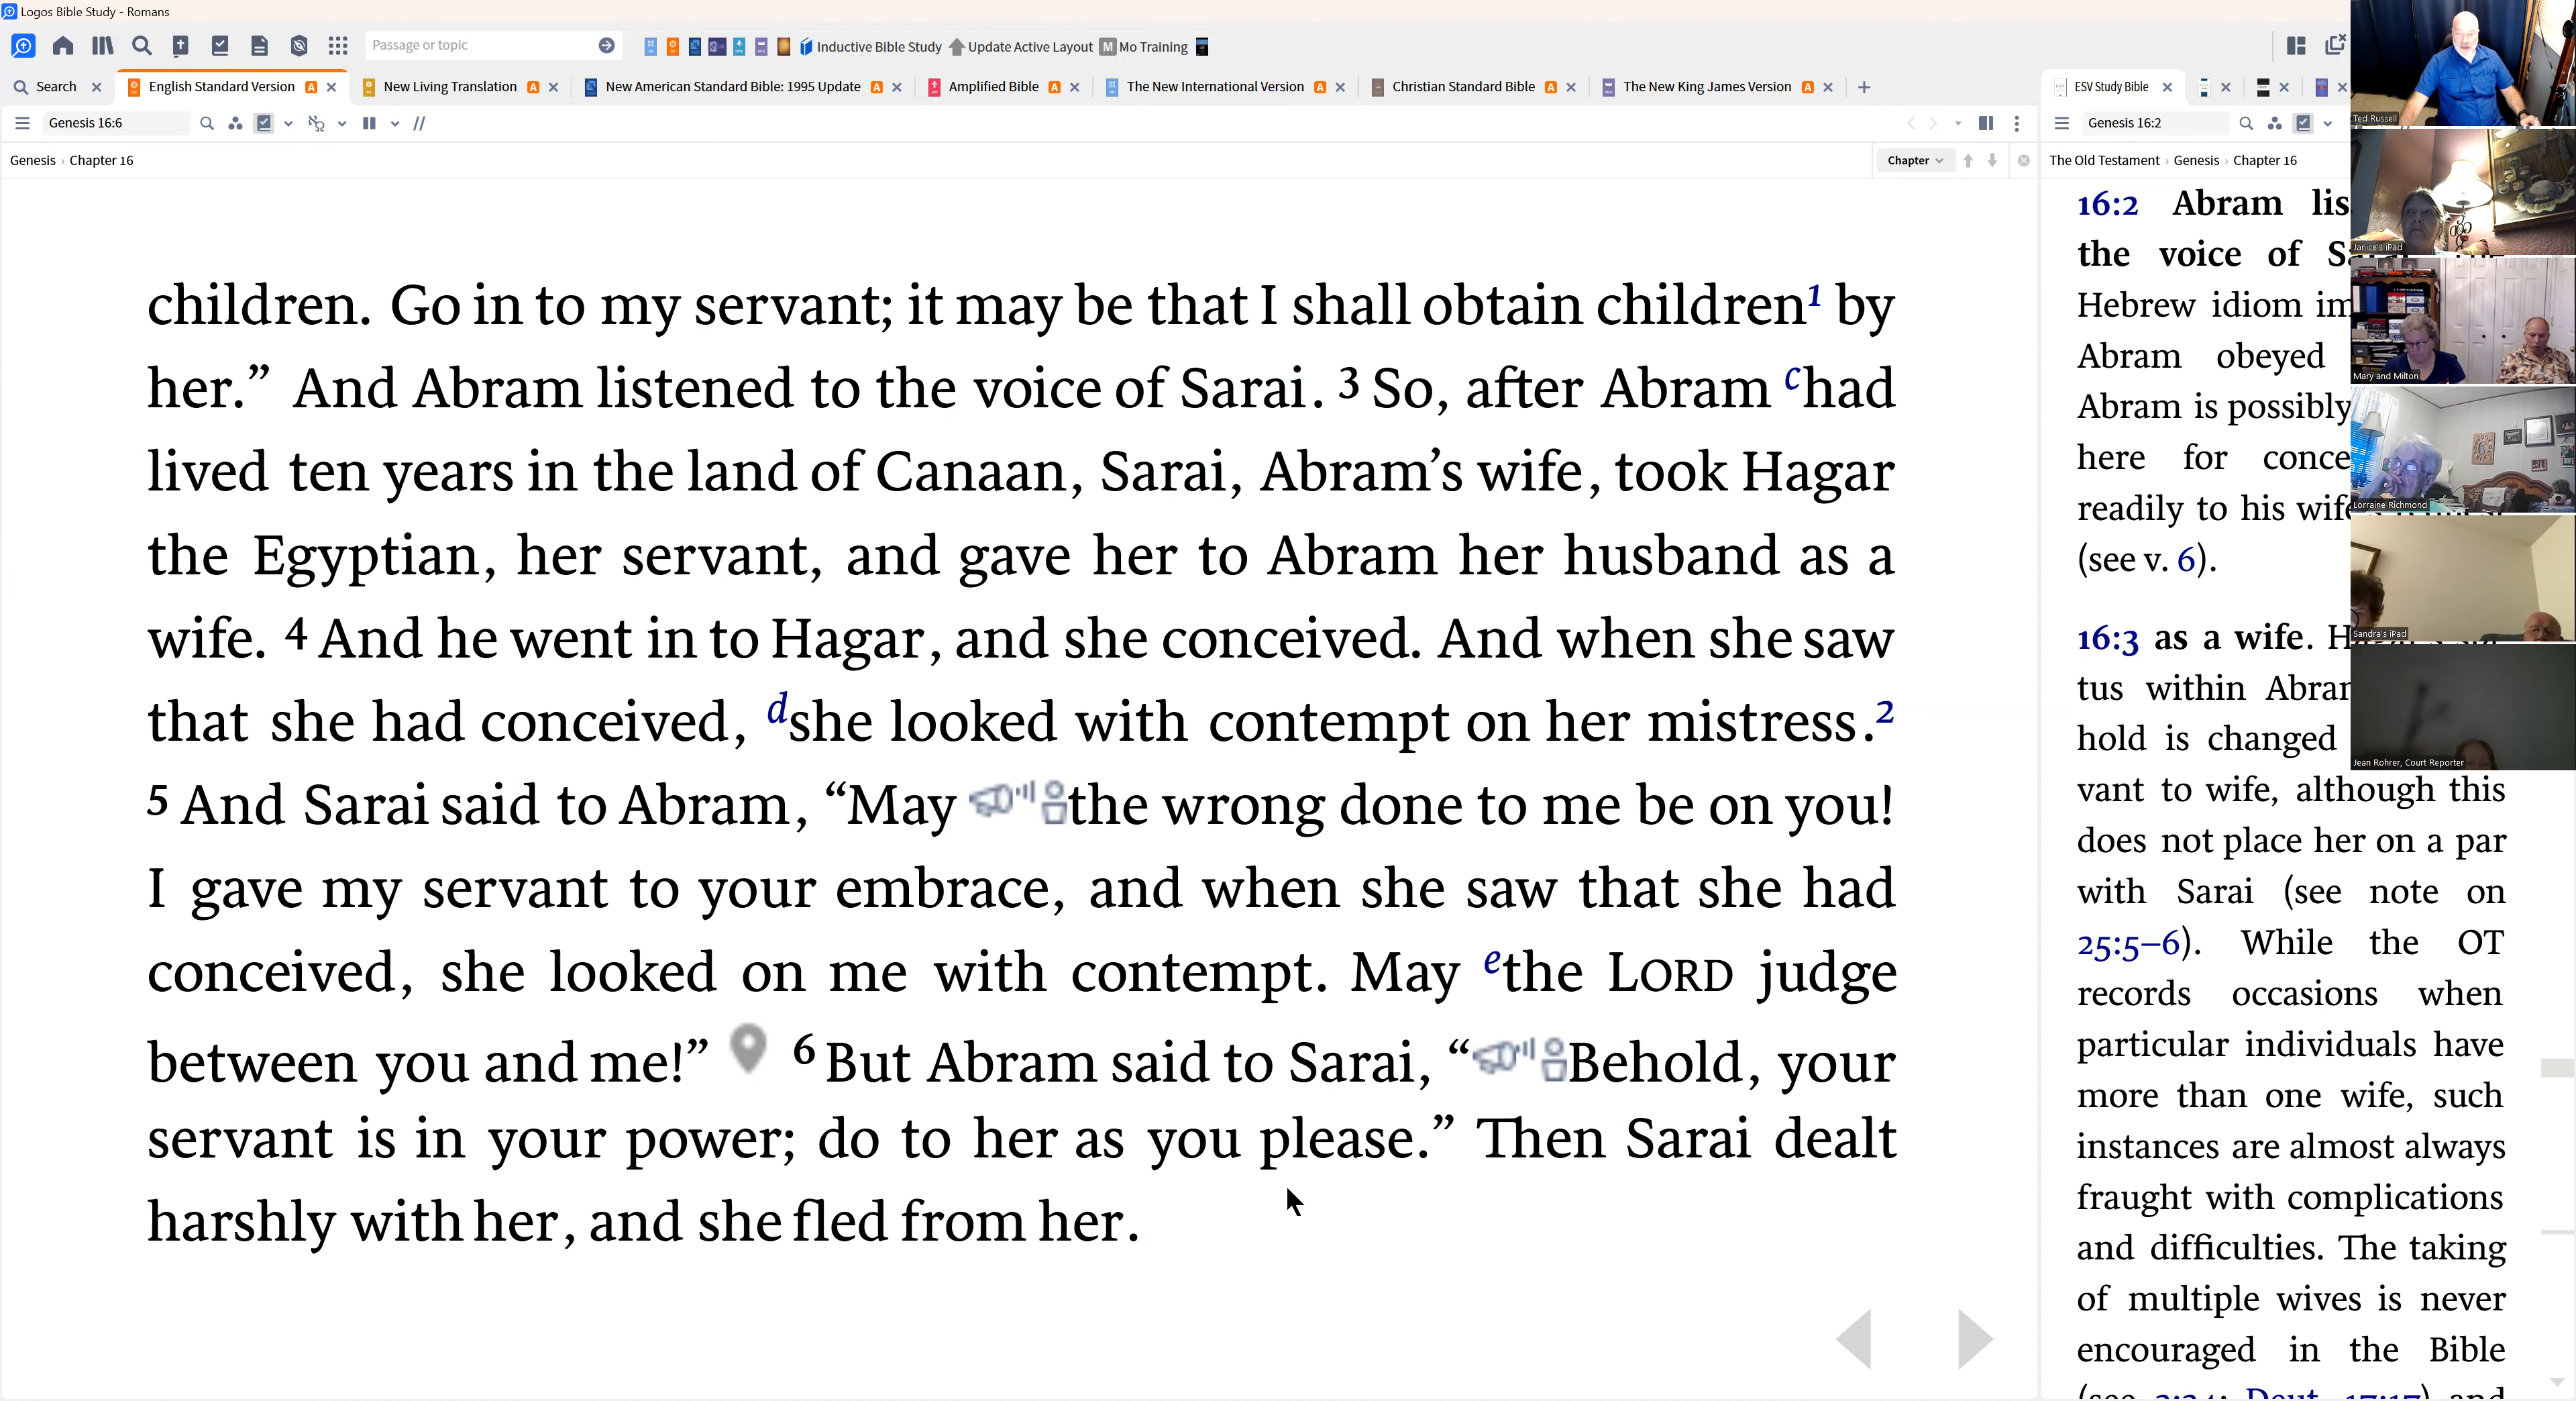 Logos Bible Study - Romans
Passage or topic
Inductive Bible Study Update Active Layout M Mo Training
Search
English Standard Version A
New Living Translation A
New American Standard Bible: 1995 Update A
Amplified Bible A
The New International Version A
Christian Standard Bible A
The New King James Version A
ESV Study Bible
Genesis 16:6
Genesis 16:2
Genesis › Chapter 16
Chapter
The Old Testament › Genesis › Chapter 16
children. Go in to my servant; it may be that I shall obtain children1 by
her.” And Abram listened to the voice of Sarai. 3 So, after Abram chad
lived ten years in the land of Canaan, Sarai, Abram’s wife, took Hagar
the Egyptian, her servant, and gave her to Abram her husband as a
wife. 4 And he went in to Hagar, and she conceived. And when she saw
that she had conceived, dshe looked with contempt on her mistress.2
5 And Sarai said to Abram, “May the wrong done to me be on you!
I gave my servant to your embrace, and when she saw that she had
conceived, she looked on me with contempt. May ethe LORD judge
between you and me!” 6 But Abram said to Sarai, “Behold, your
servant is in your power; do to her as you please.” Then Sarai dealt
harshly with her, and she fled from her.
16:2 Abram lis
the voice of
Hebrew idiom im
Abram obeyed
Abram is possibly
here for conce
readily to his wif
(see v. 6).
16:3 as a wife. H
tus within Abra
hold is changed
vant to wife, although this
does not place her on a par
with Sarai (see note on
25:5–6). While the OT
records occasions when
particular individuals have
more than one wife, such
instances are almost always
fraught with complications
and difficulties. The taking
of multiple wives is never
encouraged in the Bible
Ted Russell
Janice's iPad
Mary and Milton
Lorraine Richmond
Sandra's iPad
Jean Rohrer, Court Reporter